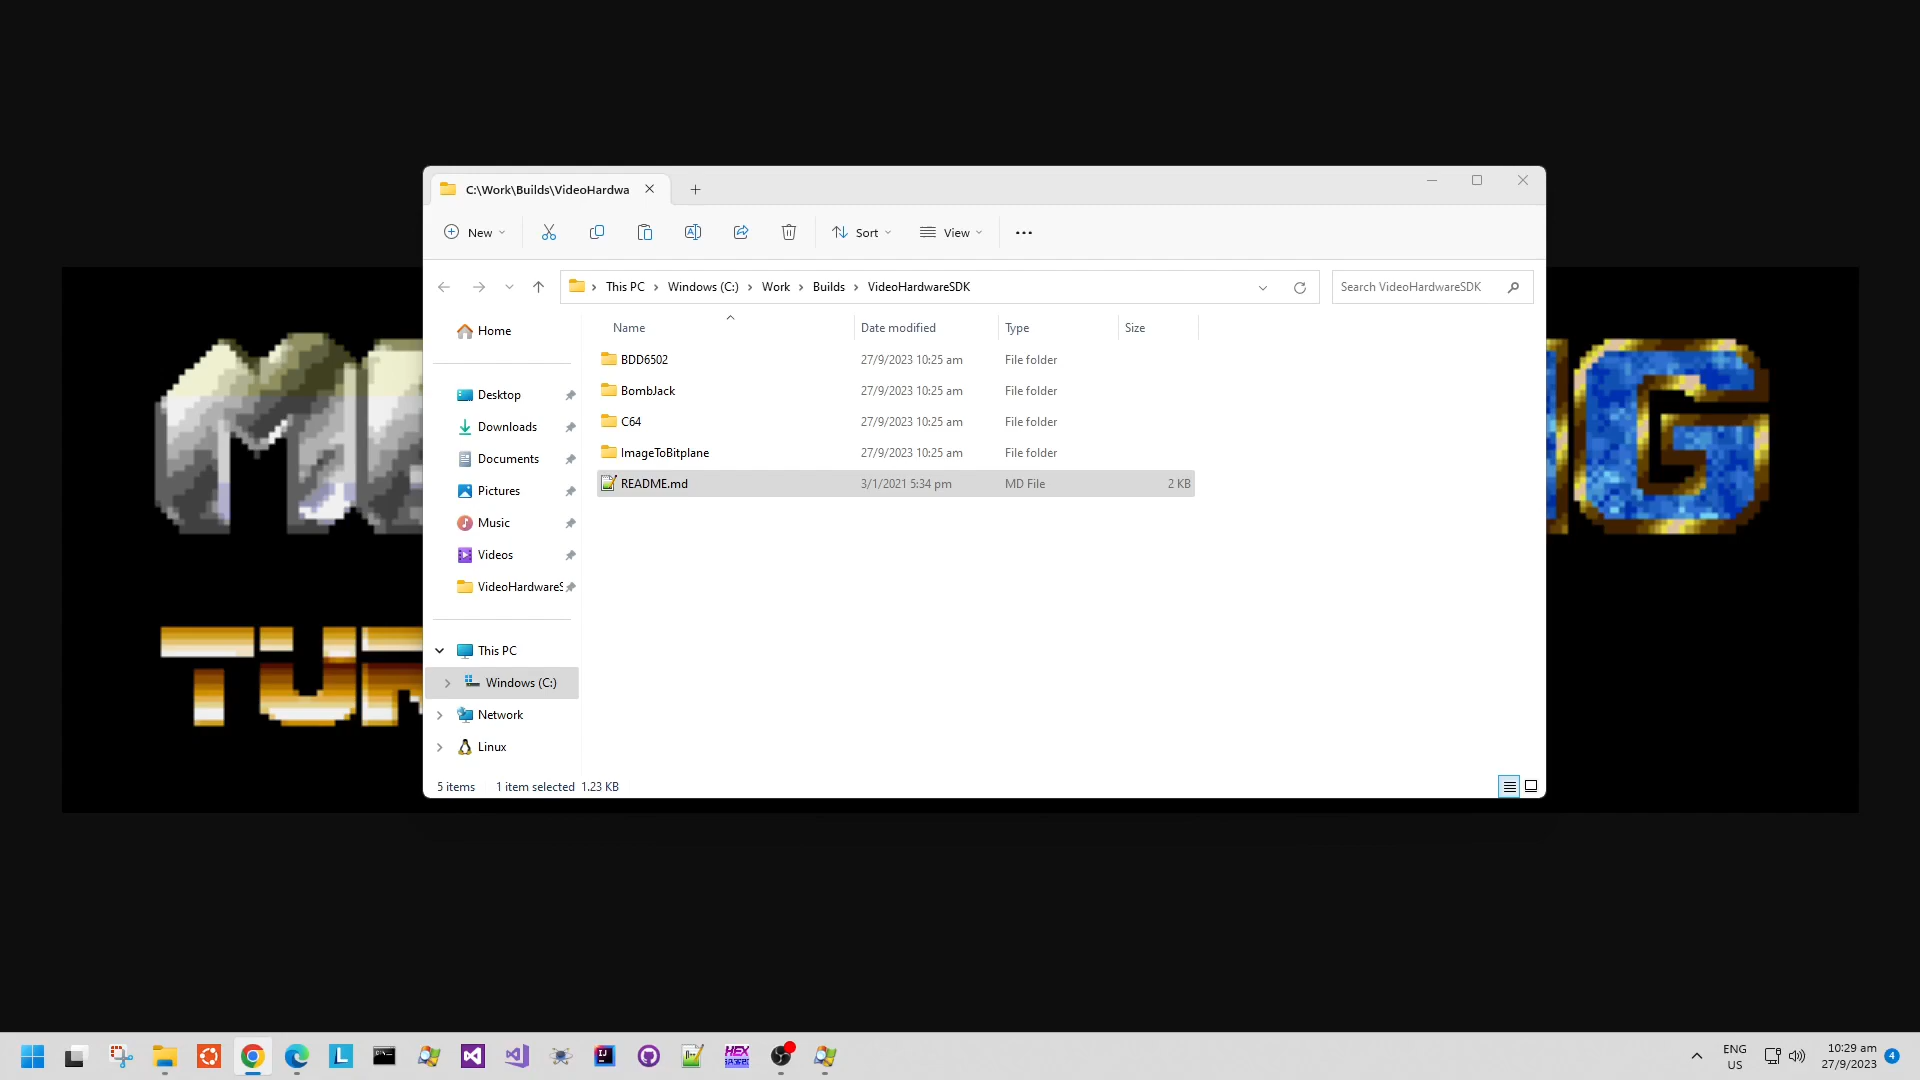 C:\Work\Builds\VideoHardwa
New
Sort
View
This PC
Windows (C:)
Work
Builds
VideoHardwareSDK
Search VideoHardwareSDK
Name
Date modified
Type
Size
Home
BDD6502 27/9/2023 10:25 am File folder
BombJack 27/9/2023 10:25 am File folder
C64 27/9/2023 10:25 am File folder
ImageToBitplane 27/9/2023 10:25 am File folder
README.md 3/1/2021 5:34 pm MD File 2 KB
Desktop
Downloads
Documents
Pictures
Music
Videos
VideoHardwareS
This PC
Windows (C:)
Network
Linux
5 items 1 item selected 1.23 KB
G
TU
ENG
US
10:29 am
27/9/2023
4
L
IJ
HEX